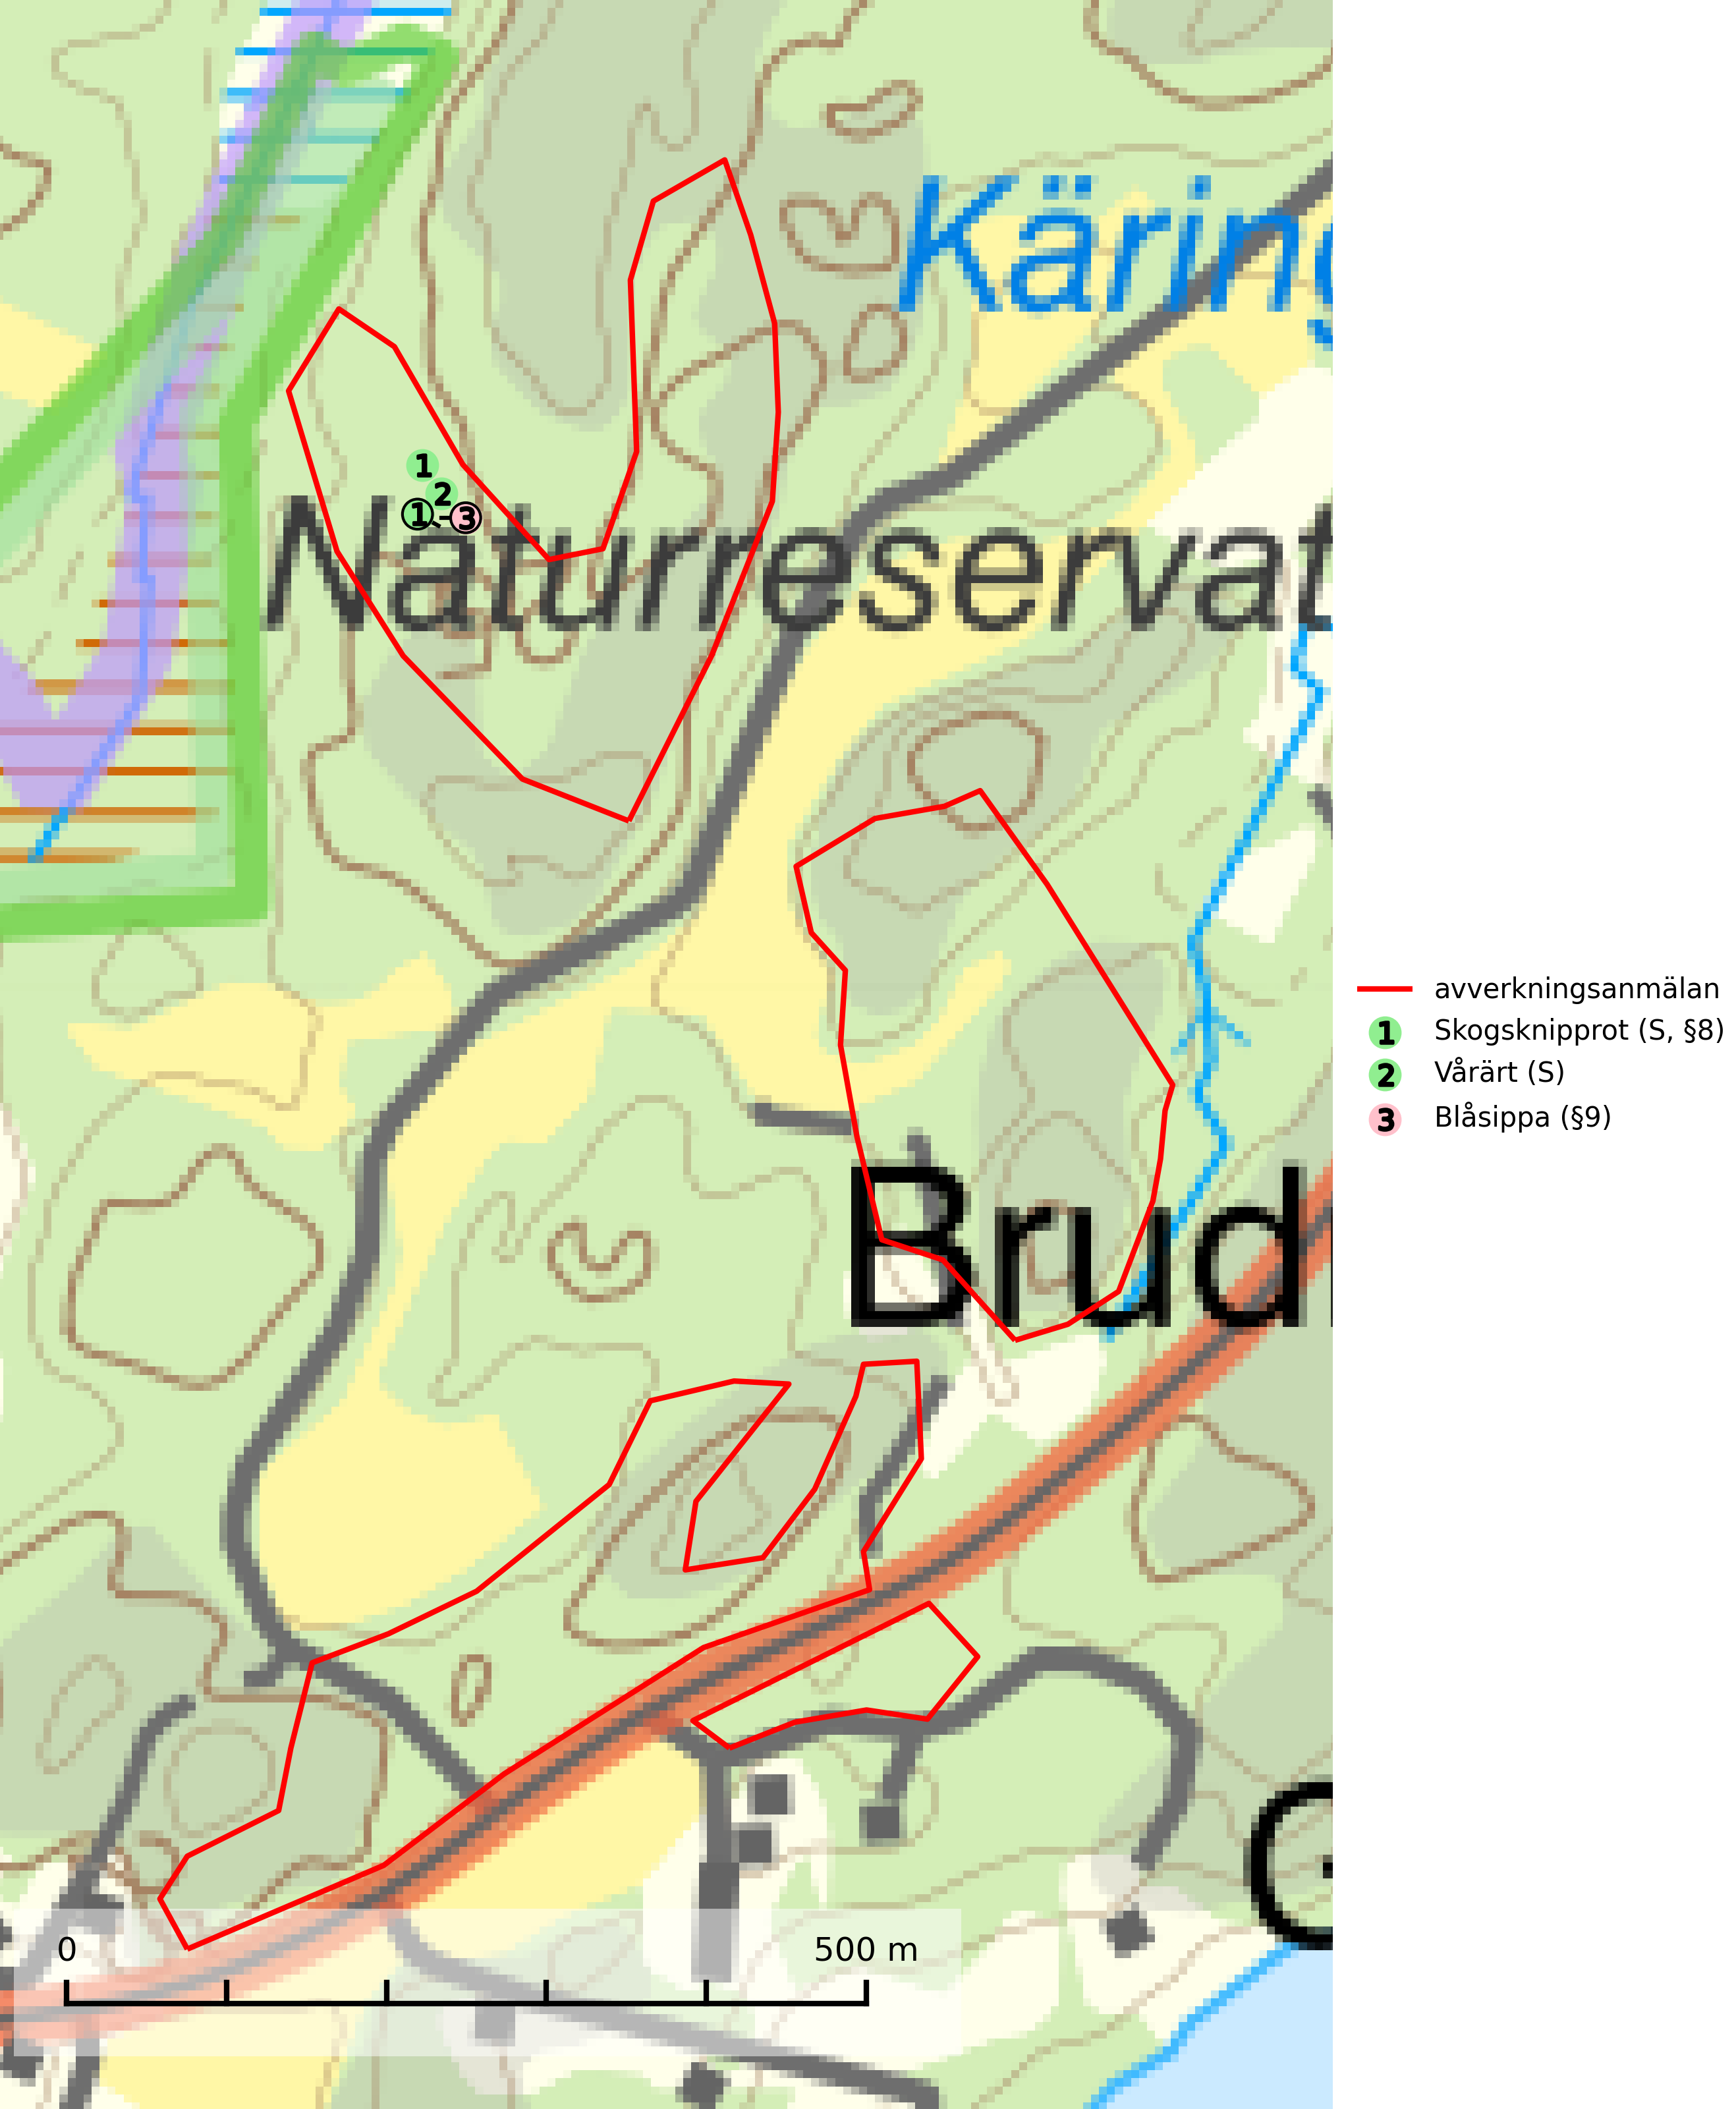 Käring
1
2
1 3
Naturreservat
avverkningsanmälan
1 Skogsknipprot (S, §8)
2 Vårärt (S)
3 Blåsippa (§9)
Brud
0 500 m